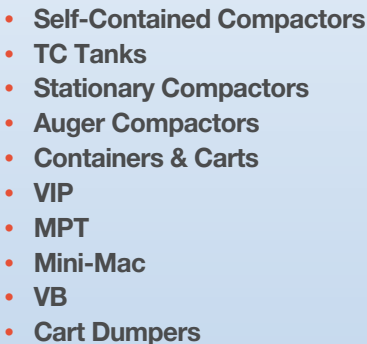 • Self-Contained Compactors
• TC Tanks
• Stationary Compactors
• Auger Compactors
• Containers & Carts
• VIP
• MPT
• Mini-Mac
• VB
• Cart Dumpers